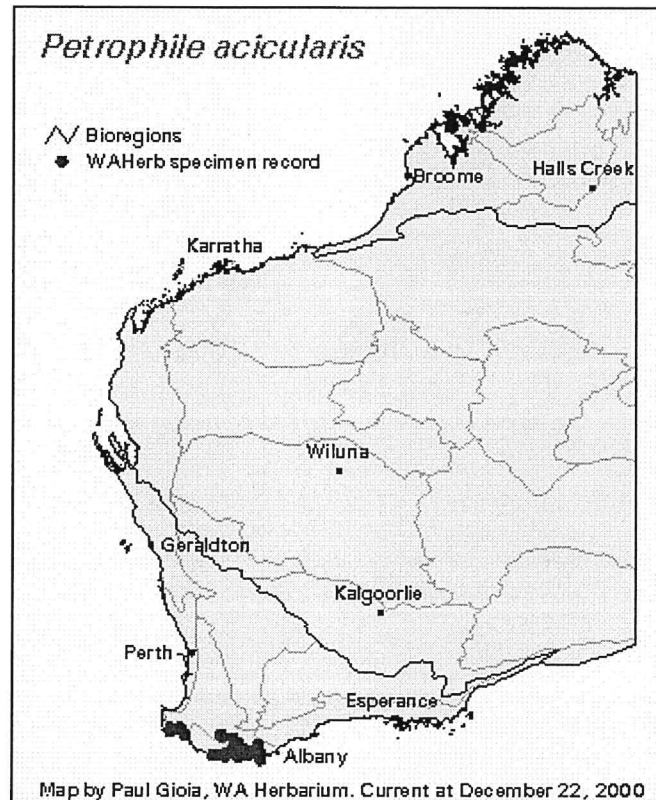 Petrophile acicularis
Bioregions
WAHerb specimen record
Broome
Halls Creek
Karratha
Wiluna
Geraldton
Kalgoorlie
Perth
Esperance
Albany
Map by Paul Gioia, WA Herbarium. Current at December 22, 2000